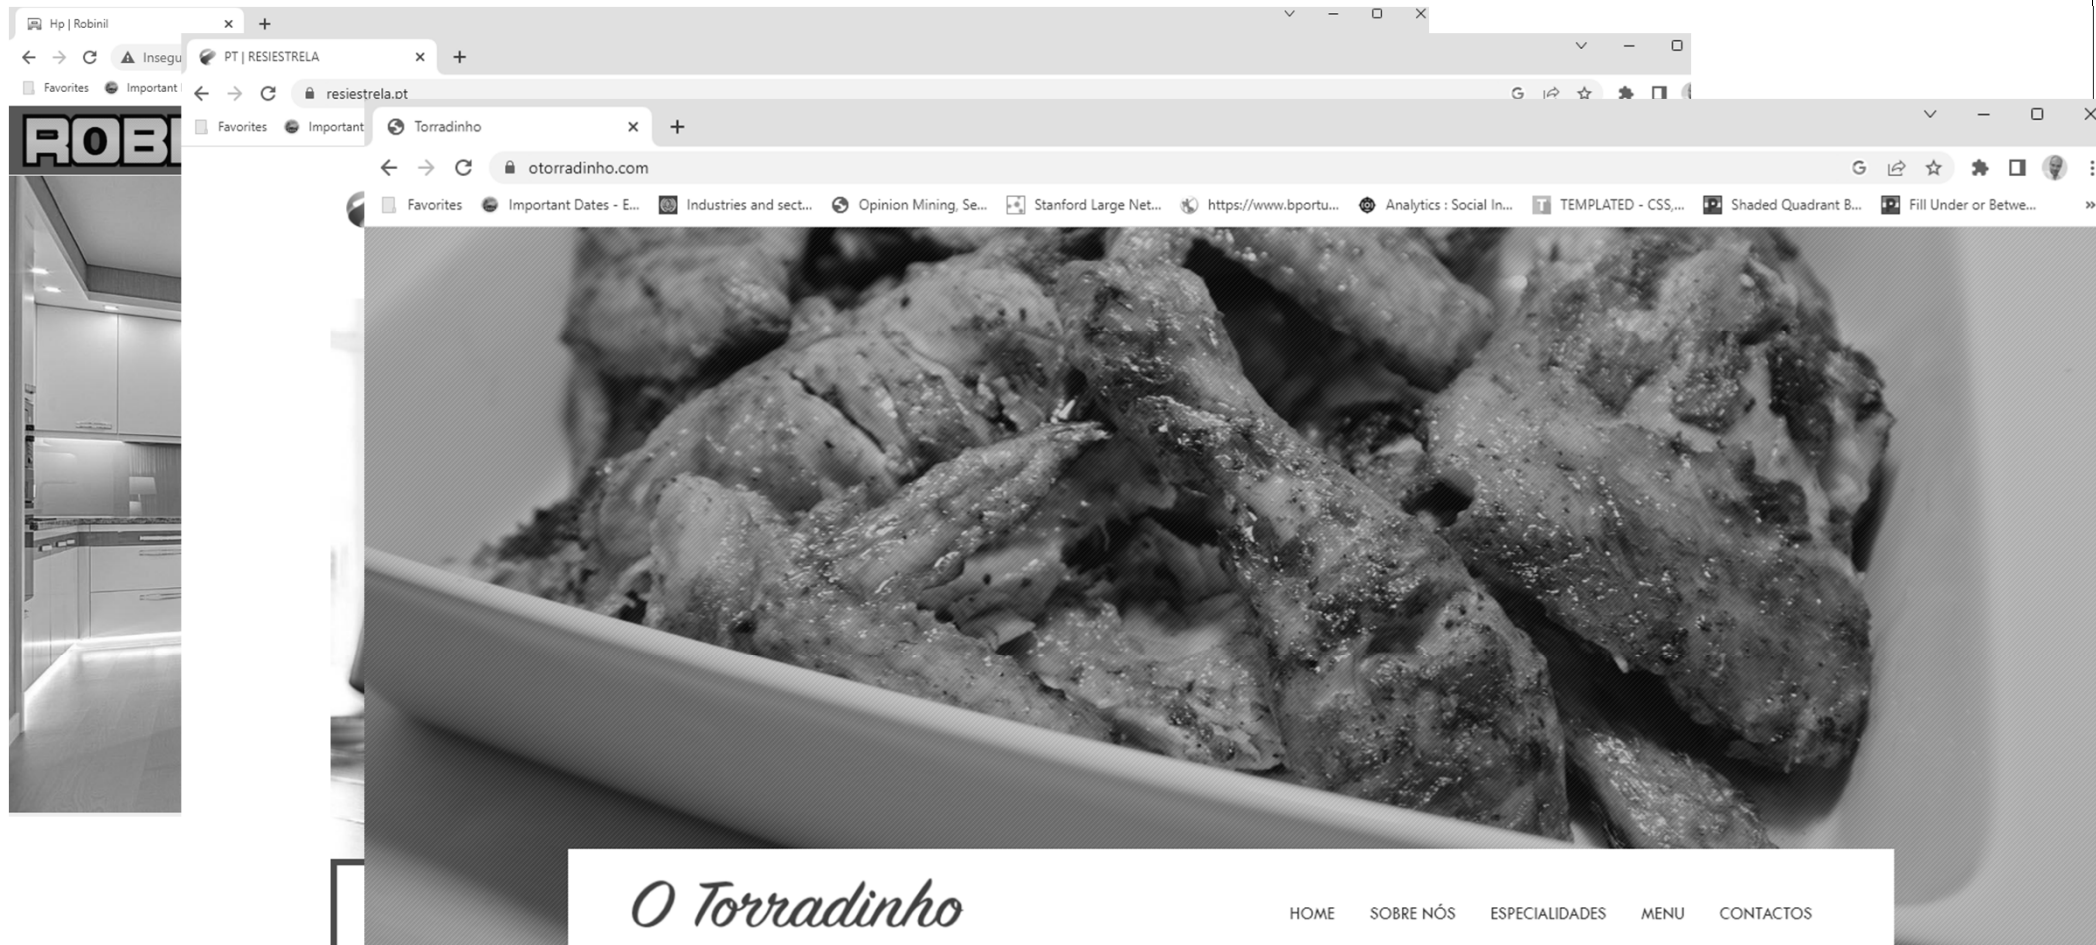 Hp | Robinil
Insegu
Favorites
Important
ROBI
PT | RESIESTRELA
resiestrela.pt
Favorites
Important
Torradinho
otorradinho.com
Favorites
Important Dates - E...
Industries and sect...
Opinion Mining, Se...
Stanford Large Net...
https://www.bportu...
Analytics : Social In...
TEMPLATED - CSS,...
Shaded Quadrant B...
Fill Under or Betwe...
O Torradinho
HOME
SOBRE NÓS
ESPECIALIDADES
MENU
CONTACTOS